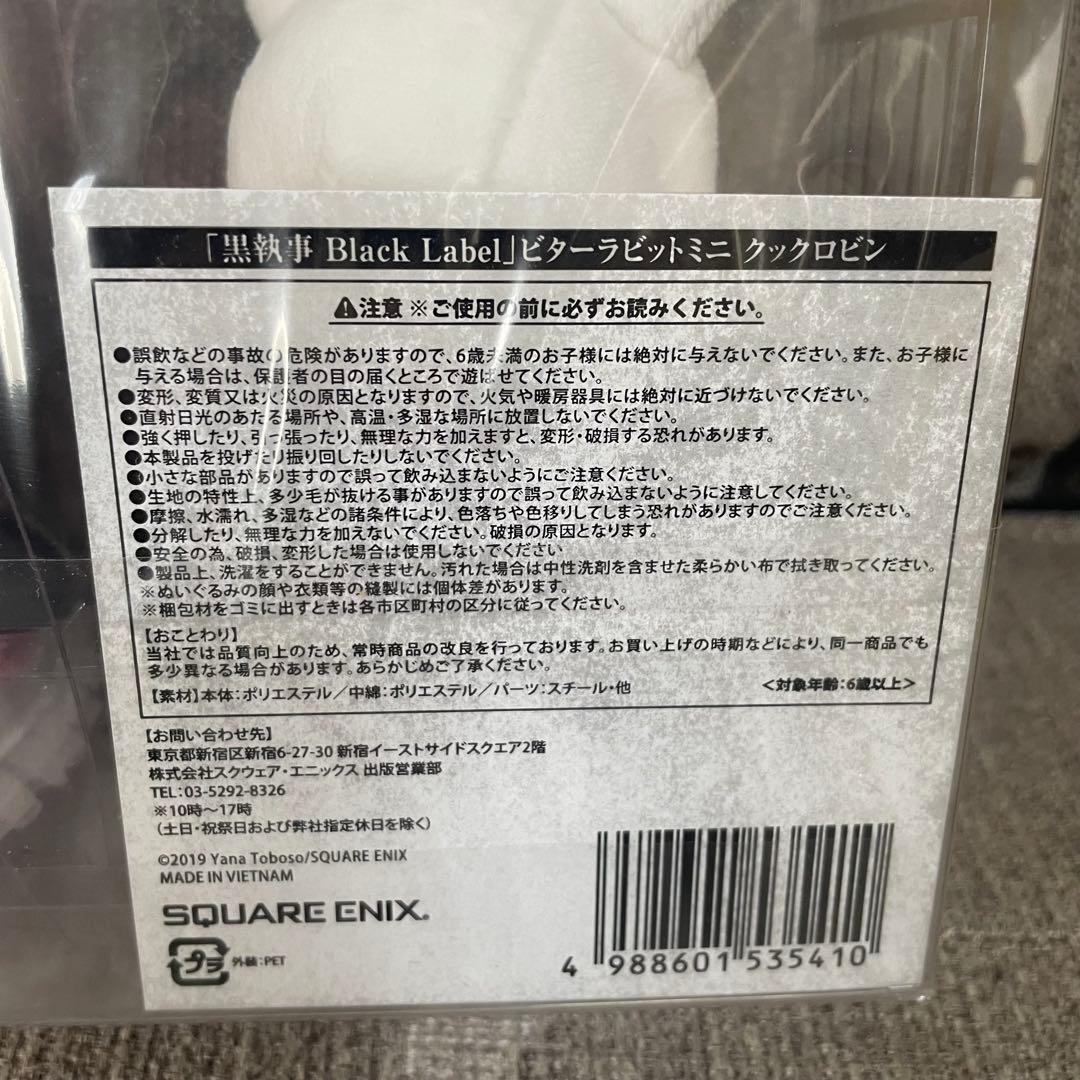 「黒執事 Black Label」ビターラビットミニ クックロビン
⚠注意 ※ご使用の前に必ずお読みください。
●誤飲などの事故の危険がありますので、6歳未満のお子様には絶対に与えないでください。また、お子様に
与える場合は、保護者の目の届くところで遊ばせてください。
●変形、変質又は火災の原因となりますので、火気や暖房器具には絶対に近づけないでください。
●直射日光のあたる場所や、高温・多湿な場所に放置しないでください。
●強く押したり、引っ張ったり、無理な力を加えますと、変形・破損する恐れがあります。
●本製品を投げたり振り回したりしないでください。
●小さな部品がありますので誤って飲み込まないようにご注意ください。
●生地の特性上、多少毛が抜ける事がありますので誤って飲み込まないように注意してください。
●摩擦、水濡れ、多湿などの諸条件により、色落ちや色移りしてしまう恐れがありますのでご注意ください。
●分解したり、無理な力を加えないでください。破損の原因となります。
●安全の為、破損、変形した場合は使用しないでください
●製品上、洗濯をすることができません。汚れた場合は中性洗剤を含ませた柔らかい布で拭き取ってください。
※ぬいぐるみの顔や衣類等の縫製には個体差があります。
※梱包材をゴミに出すときは各市区町村の区分に従ってください。
【おことわり】
当社では品質向上のため、常時商品の改良を行っております。お買い上げの時期などにより、同一商品でも
多少異なる場合があります。あらかじめご了承ください。
【素材】本体:ポリエステル／中綿:ポリエステル／パーツ:スチール・他 <対象年齢:6歳以上>
【お問い合わせ先】
東京都新宿区新宿6-27-30 新宿イーストサイドスクエア2階
株式会社スクウェア・エニックス 出版営業部
TEL:03-5292-8326
※10時～17時
(土日・祝祭日および弊社指定休日を除く)
©2019 Yana Toboso/SQUARE ENIX
MADE IN VIETNAM
SQUARE ENIX.
プラ 外装:PET
4 988601 535410